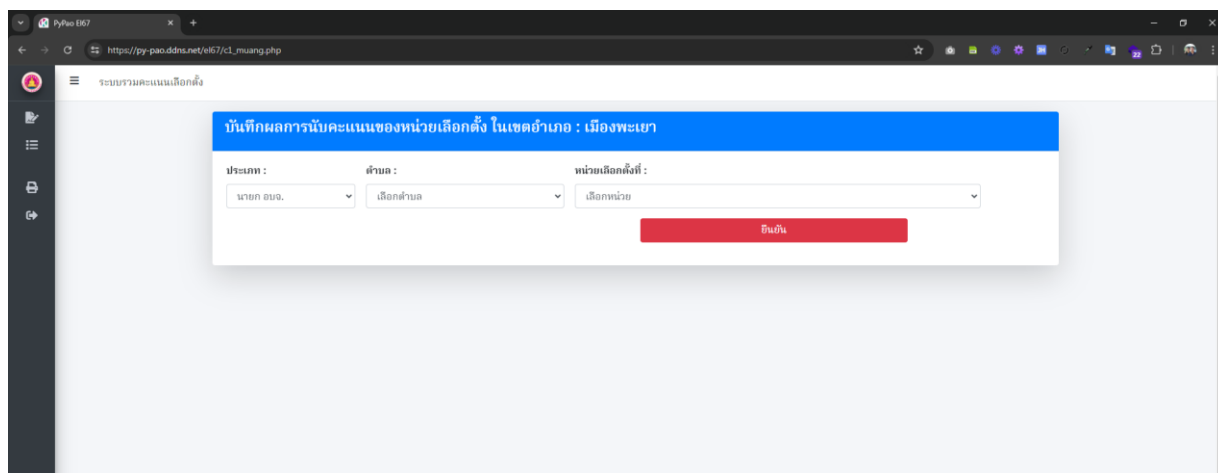 PyPao El67
https://py-pao.ddns.net/el67/c1_muang.php
22
ระบบรวมคะแนนเลือกตั้ง
บันทึกผลการนับคะแนนของหน่วยเลือกตั้ง ในเขตอำเภอ : เมืองพะเยา
ประเภท : ตำบล : หน่วยเลือกตั้งที่ :
นายก อบจ. เลือกตำบล เลือกหน่วย
ยืนยัน